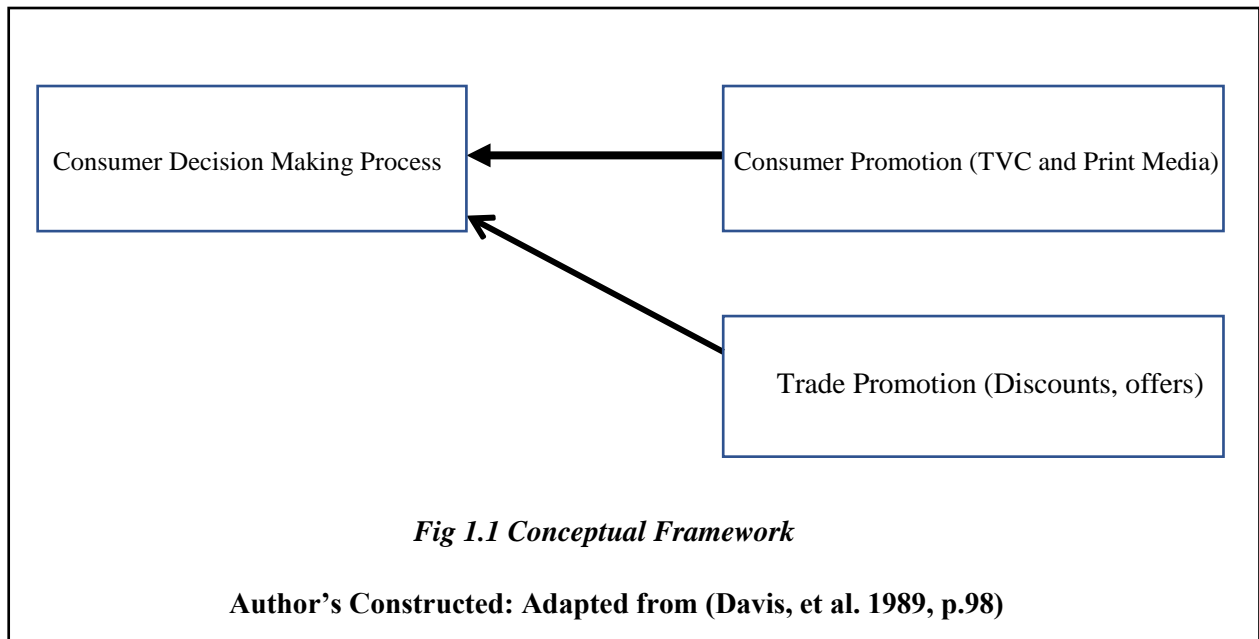 Consumer Decision Making Process
Consumer Promotion (TVC and Print Media)
Trade Promotion (Discounts, offers)
Fig 1.1 Conceptual Framework
Author’s Constructed: Adapted from (Davis, et al. 1989, p.98)